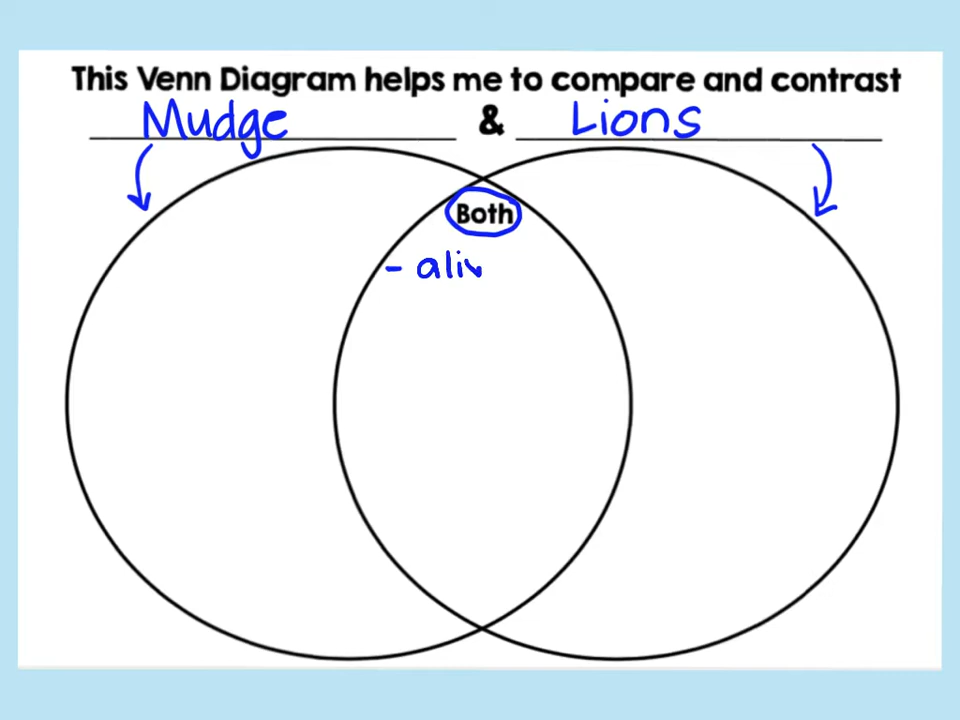 This Venn Diagram helps me to compare and contrast
Mudge & Lions
Both
- aliv